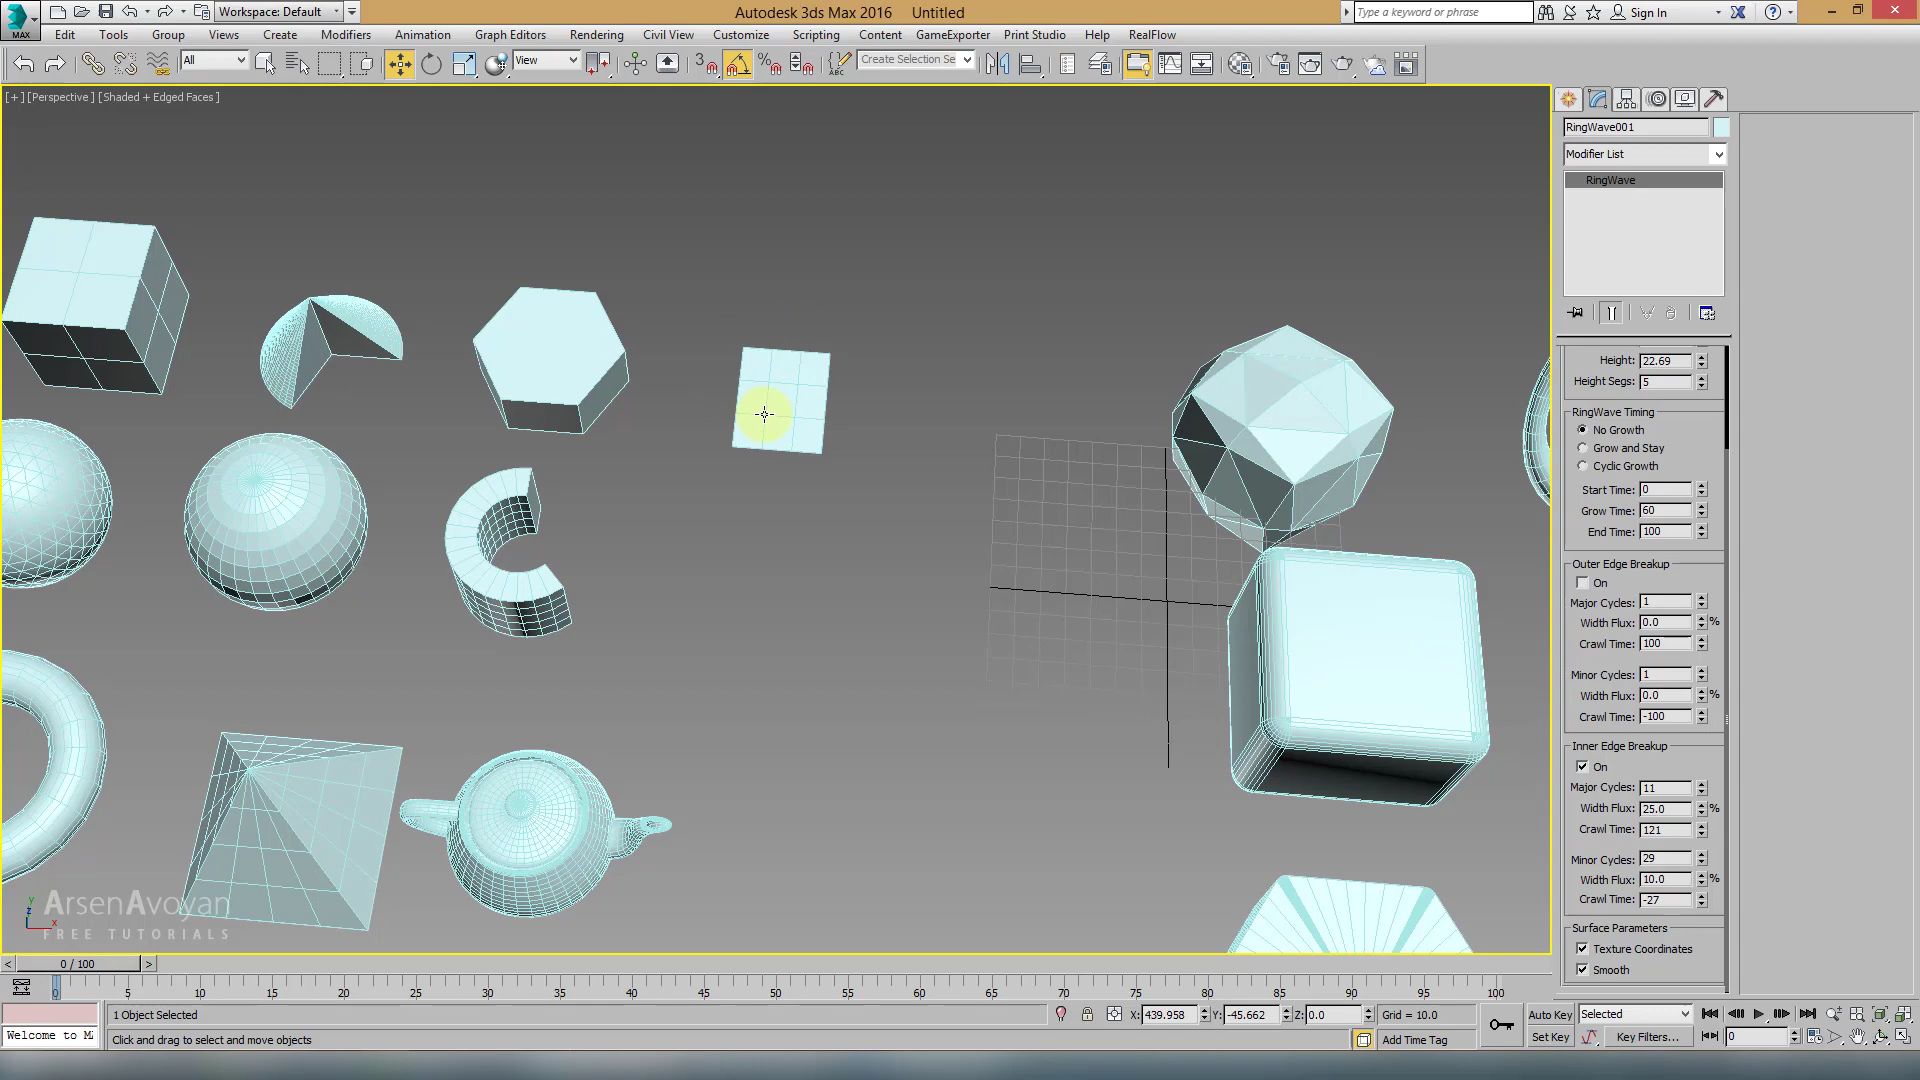 Workspace: Default
Autodesk 3ds Max 2016 Untitled
Type a keyword or phrase
Sign In
MAX
Edit Tools Group Views Create Modifiers Animation Graph Editors Rendering Civil View Customize Scripting Content GameExporter Print Studio Help RealFlow
All
View
3
ABC
Create Selection Se
[+] [Perspective] [Shaded + Edged Faces]
RingWave001
Modifier List
RingWave
Height: 22.69
Height Segs: 5
RingWave Timing
No Growth
Grow and Stay
Cyclic Growth
Start Time: 0
Grow Time: 60
End Time: 100
Outer Edge Breakup
On
Major Cycles: 1
Width Flux: 0.0 %
Crawl Time: 100
Minor Cycles: 1
Width Flux: 0.0 %
Crawl Time: -100
Inner Edge Breakup
On
Major Cycles: 11
Width Flux: 25.0 %
Crawl Time: 121
Minor Cycles: 29
Width Flux: 10.0 %
Crawl Time: -27
Surface Parameters
Texture Coordinates
Smooth
y
z
x
ArsenAvoyan
FREE TUTORIALS
< 0 / 100 >
0 5 10 15 20 25 30 35 40 45 50 55 60 65 70 75 80 85 90 95 100
1 Object Selected
X: 439.958 Y: -45.662 Z: 0.0 Grid = 10.0
Auto Key Selected
Welcome to M
Click and drag to select and move objects
Add Time Tag
Set Key Key Filters... 0